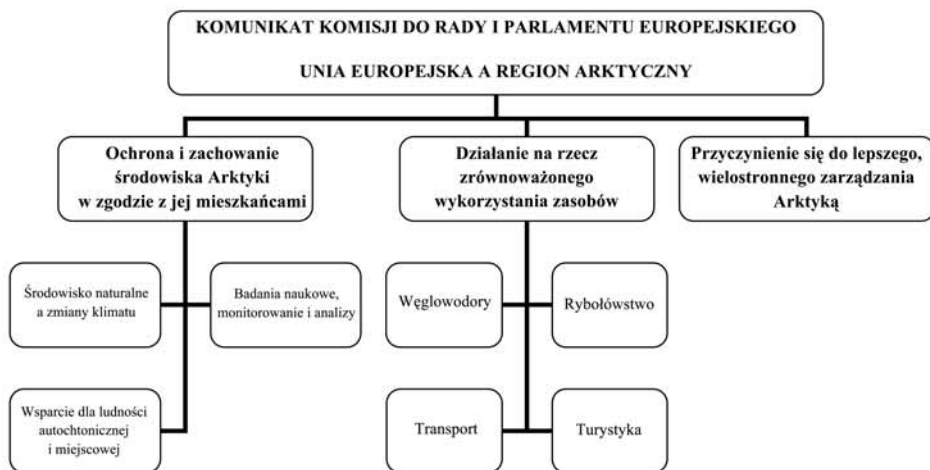 KOMUNIKAT KOMISJI DO RADY I PARLAMENTU EUROPEJSKIEGO
UNIA EUROPEJSKA A REGION ARKTYCZNY
Ochrona i zachowanie
środowiska Arktyki
w zgodzie z jej mieszkańcami
Działanie na rzecz
zrównoważonego
wykorzystania zasobów
Przyczynienie się do lepszego,
wielostronnego zarządzania
Arktyką
Środowisko naturalne
a zmiany klimatu
Badania naukowe,
monitorowanie i analizy
Węglowodory
Rybołówstwo
Wsparcie dla ludności
autochtonicznej
i miejscowej
Transport
Turystyka